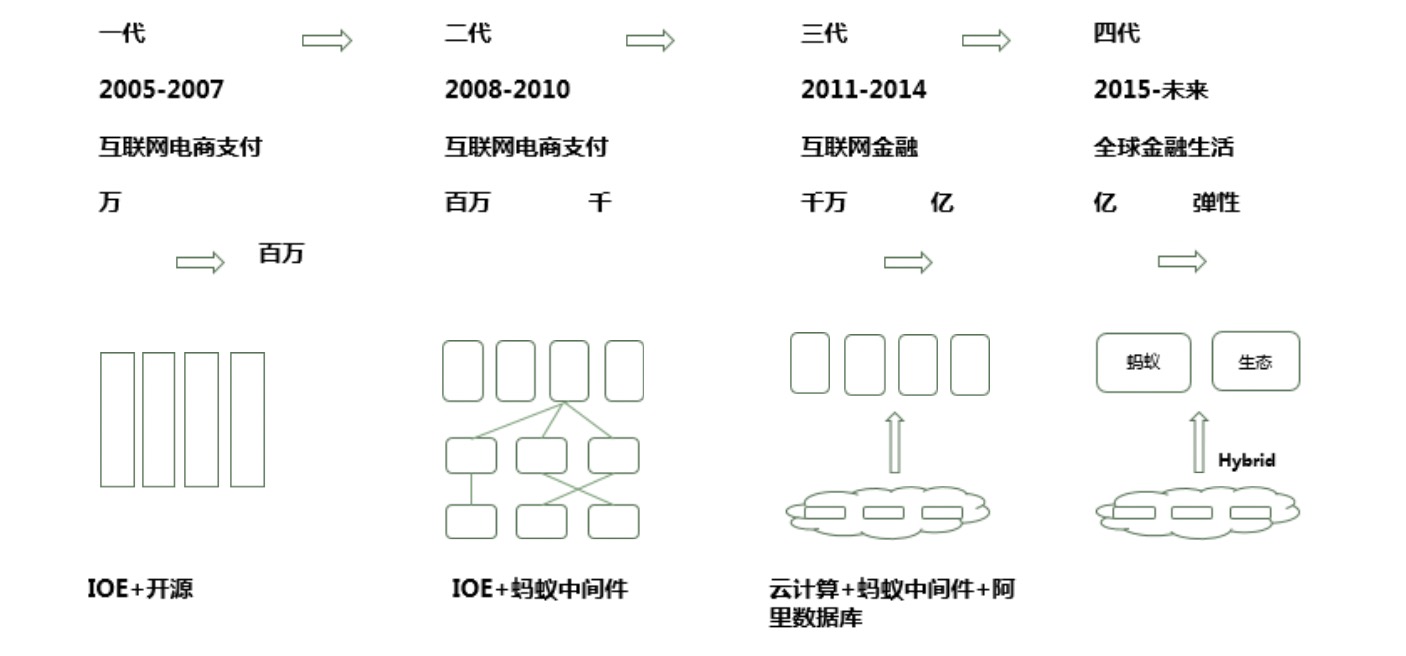 一代
二代
三代
四代
2005-2007
2008-2010
2011-2014
2015-未来
互联网电商支付
互联网电商支付
互联网金融
全球金融生活
万
百万
百万
千
千万
亿
亿
弹性
蚂蚁
生态
Hybrid
IOE+开源
IOE+蚂蚁中间件
云计算+蚂蚁中间件+阿
里数据库